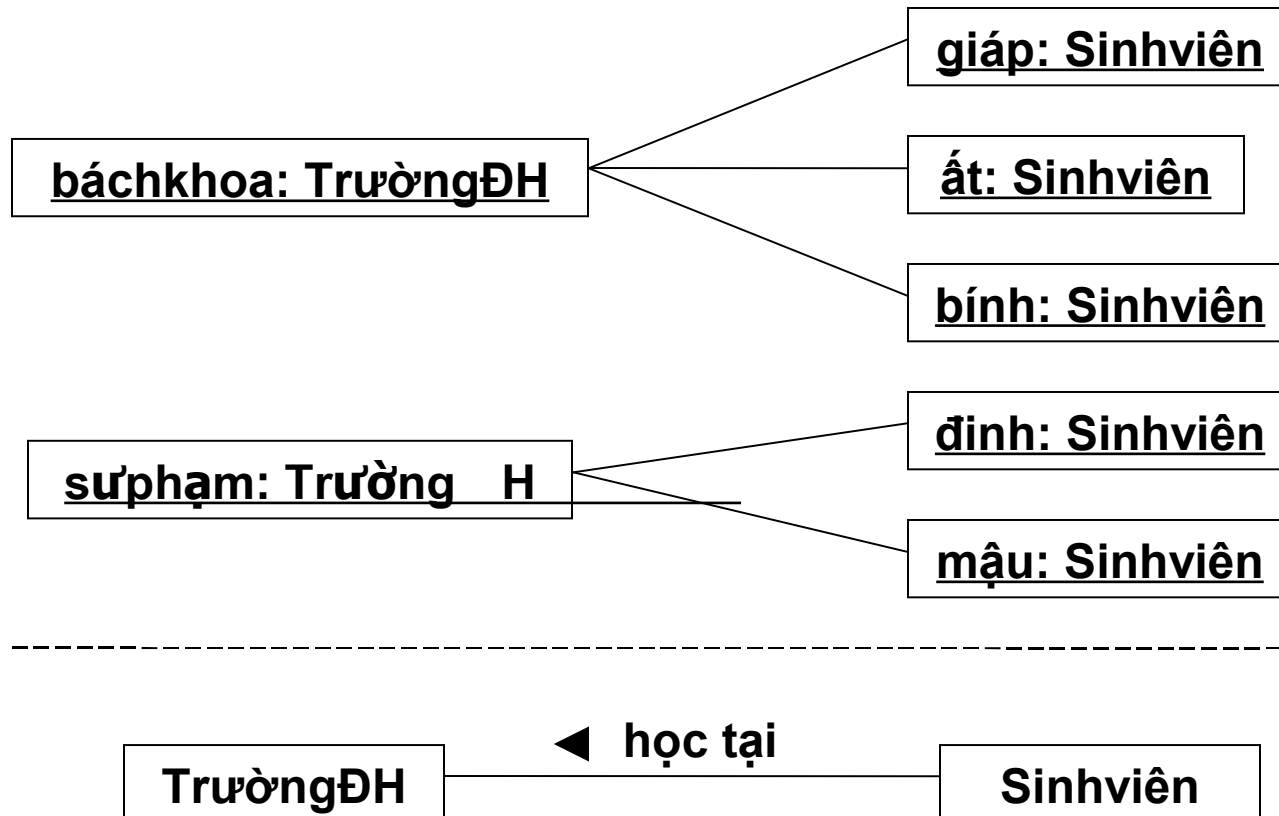 giáp: Sinhviên
báchkhoa: TrườngĐH
ất: Sinhviên
bính: Sinhviên
đinh: Sinhviên
sưphạm: Trường H
mậu: Sinhviên
◄ học tại
TrườngĐH
Sinhviên